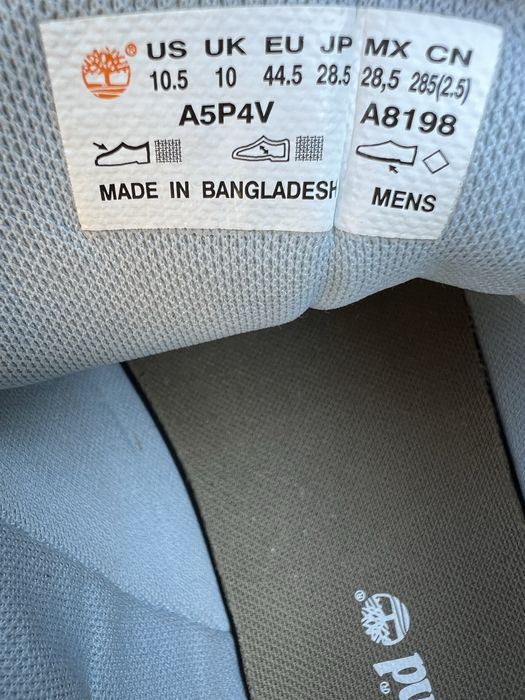 US UK EU JP MX CN
10.5 10 44.5 28.5 28,5 285(2.5)
A5P4V A8198
MADE IN BANGLADESH MENS